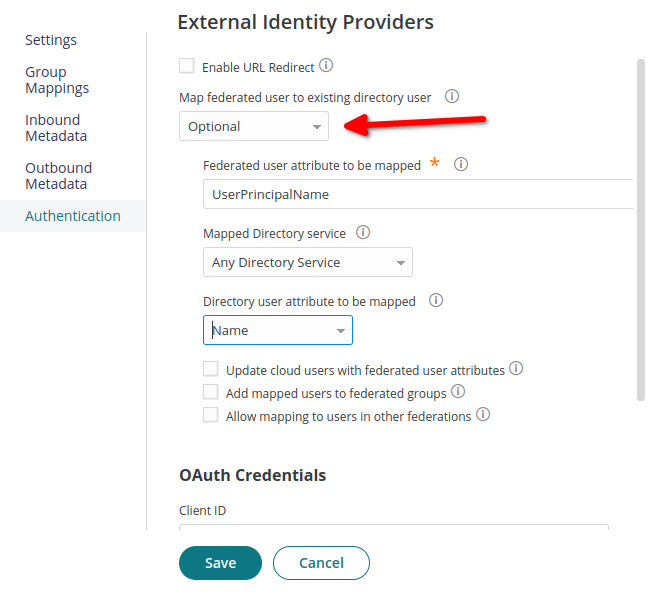 External Identity Providers
Settings
Group
Mappings
Inbound
Metadata
Outbound
Metadata
Authentication
Enable URL Redirect
Map federated user to existing directory user
Optional
Federated user attribute to be mapped *
UserPrincipalName
Mapped Directory service
Any Directory Service
Directory user attribute to be mapped
Name
Update cloud users with federated user attributes
Add mapped users to federated groups
Allow mapping to users in other federations
OAuth Credentials
Client ID
Save
Cancel